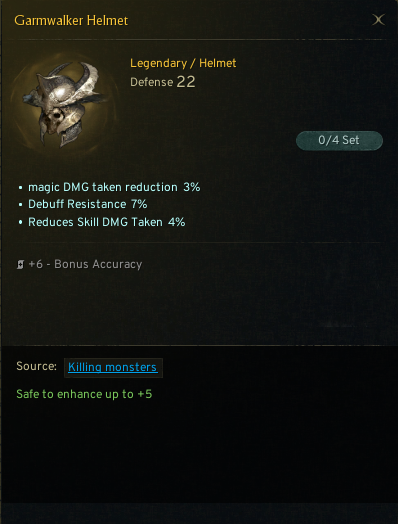 Garmwalker Helmet
Legendary / Helmet
Defense 22
0/4 Set
• magic DMG taken reduction 3%
• Debuff Resistance 7%
• Reduces Skill DMG Taken 4%
+6 - Bonus Accuracy
Source: Killing monsters
Safe to enhance up to +5